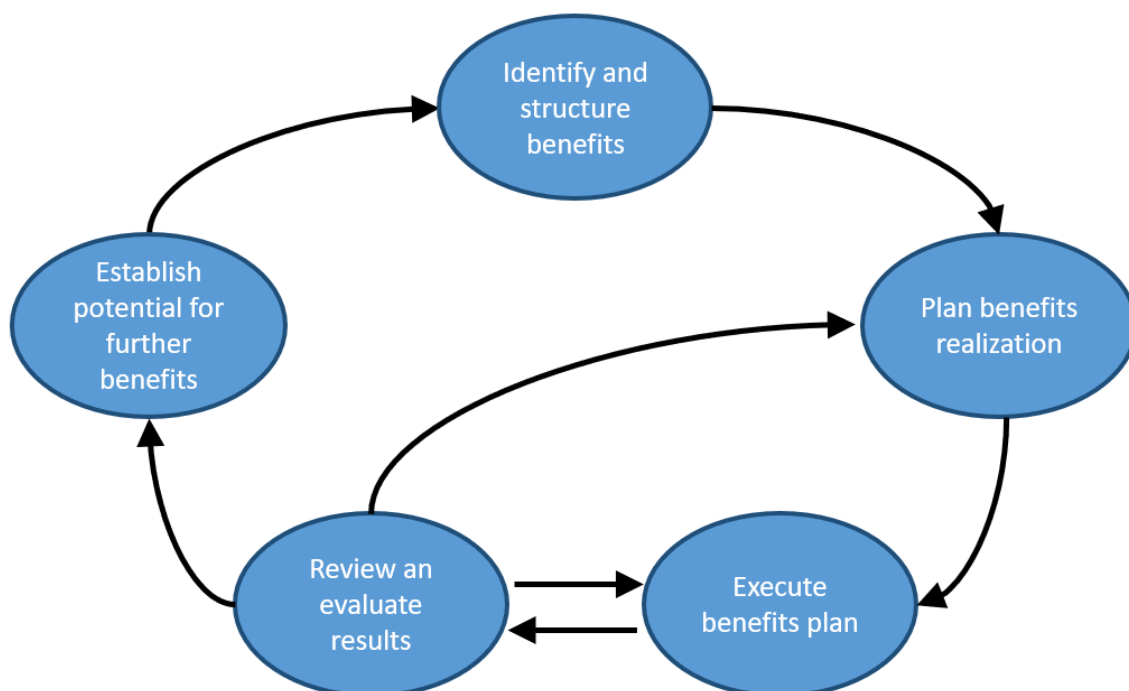 Identify and
structure
benefits
Establish
potential for
further
benefits
Plan benefits
realization
Review an
evaluate
results
Execute
benefits plan